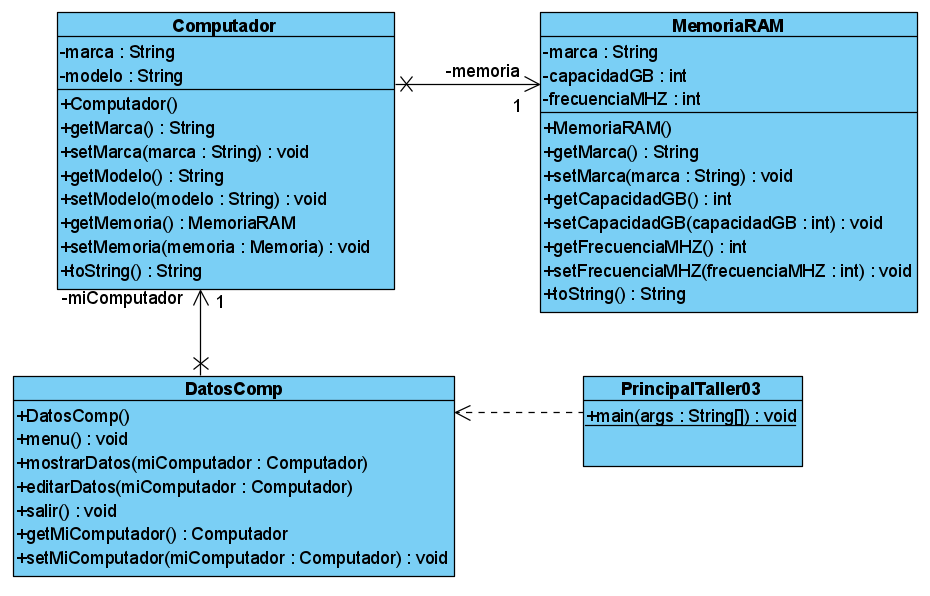 Computador
-marca : String
-modelo : String
+Computador()
+getMarca() : String
+setMarca(marca : String) : void
+getModelo() : String
+setModelo(modelo : String) : void
+getMemoria() : MemoriaRAM
+setMemoria(memoria : Memoria) : void
+toString() : String
-memoria
1
MemoriaRAM
-marca : String
-capacidadGB : int
-frecuenciaMHZ : int
+MemoriaRAM()
+getMarca() : String
+setMarca(marca : String) : void
+getCapacidadGB() : int
+setCapacidadGB(capacidadGB : int) : void
+getFrecuenciaMHZ() : int
+setFrecuenciaMHZ(frecuenciaMHZ : int) : void
+toString() : String
-miComputador
1
DatosComp
+DatosComp()
+menu() : void
+mostrarDatos(miComputador : Computador)
+editarDatos(miComputador : Computador)
+salir() : void
+getMiComputador() : Computador
+setMiComputador(miComputador : Computador) : void
PrincipalTaller03
+main(args : String[]) : void